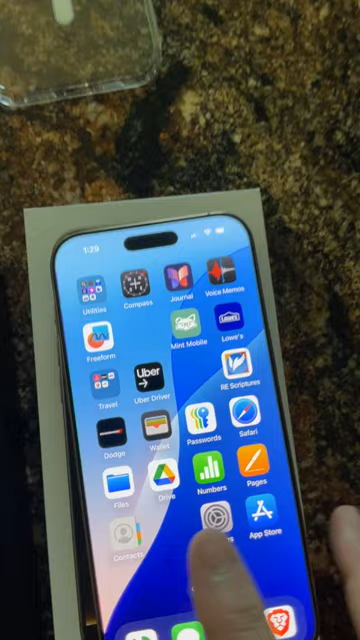 1:29
Utilities
Compass
Journal
Voice Memos
Freeform
Mint Mobile
LOWE'S
Lowe's
Travel
Uber
Uber Driver
RE Scriptures
Dodge
Wallet
Passwords
Safari
Files
Drive
Numbers
Pages
Contacts
App Store